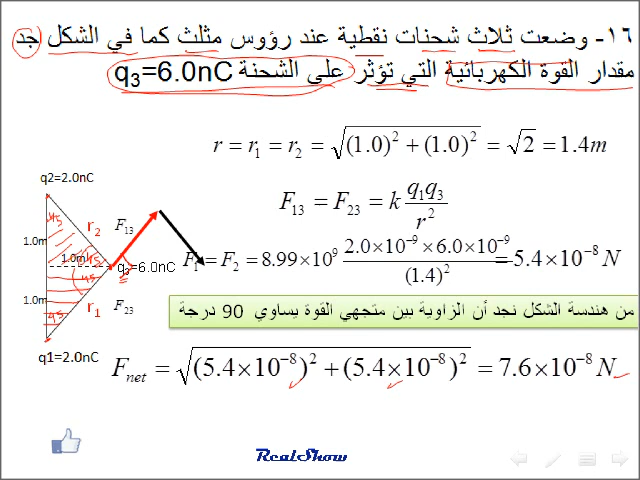 ١٦- وضعت ثلاث شحنات نقطية عند رؤوس مثلث كما في الشكل جد
مقدار القوة الكهربائية التي تؤثر على الشحنة q3=6.0nC
r = r1 = r2 = √((1.0)² + (1.0)²) = √2 = 1.4m
q2=2.0nC
45
r2
F13
1.0m
1.0m
45
45
q3=6.0nC
1.0m
r1
F23
45
q1=2.0nC
F13 = F23 = k q1q3 / r²
F1 = F2 = 8.99×10⁹ (2.0×10⁻⁹ × 6.0×10⁻⁹) / (1.4)² = 5.4×10⁻⁸ N
من هندسة الشكل نجد أن الزاوية بين متجهي القوة يساوي 90 درجة
Fnet = √((5.4×10⁻⁸)² + (5.4×10⁻⁸)²) = 7.6×10⁻⁸ N
RealShow